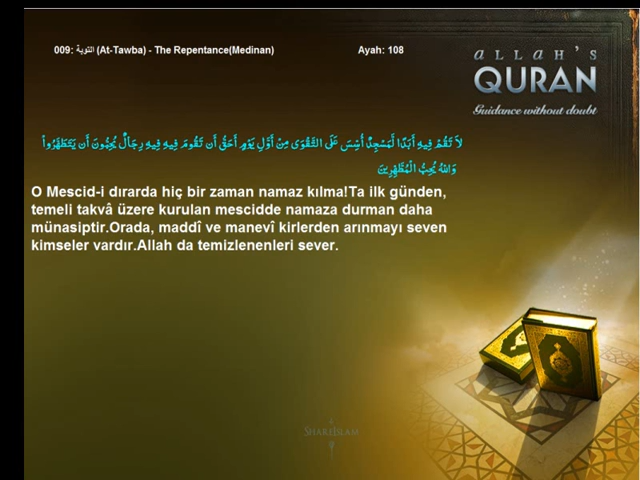 009: التوبة (At-Tawba) - The Repentance(Medinan) Ayah: 108
ALLAH'S
QURAN
Guidance without doubt
لاَ تَقُمْ فِيهِ أَبَدًا لَّمَسْجِدٌ أُسِّسَ عَلَى التَّقْوَى مِنْ أَوَّلِ يَوْمٍ أَحَقُّ أَن تَقُومَ فِيهِ فِيهِ رِجَالٌ يُحِبُّونَ أَن يَتَطَهَّرُواْ
وَاللّهُ يُحِبُّ الْمُطَّهِّرِينَ
O Mescid-i dırarda hiç bir zaman namaz kılma!Ta ilk günden,
temeli takvâ üzere kurulan mescidde namaza durman daha
münasiptir.Orada, maddî ve manevî kirlerden arınmayı seven
kimseler vardır.Allah da temizlenenleri sever.
SHAREISLAM